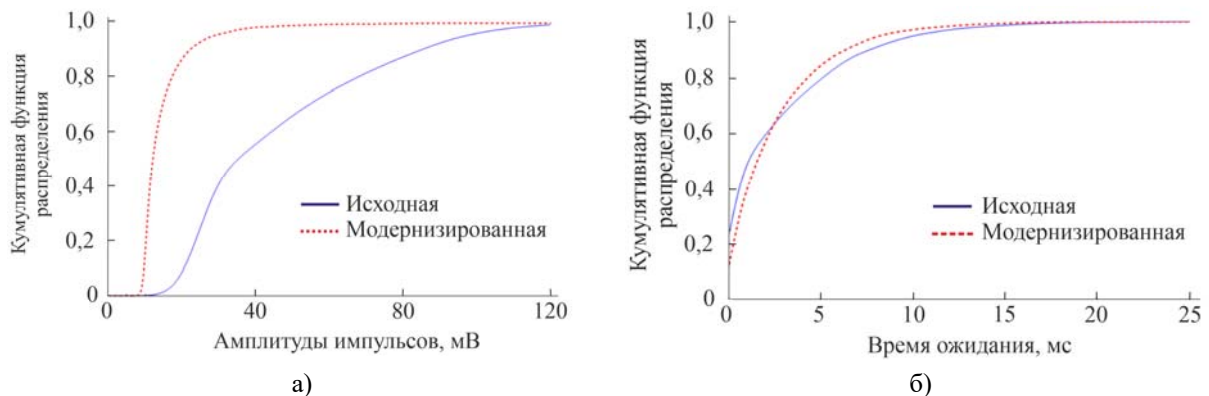 Кумулятивная функция
распределения
1,0
0,8
0,6
0,4
0,2
0
Исходная
Модернизированная
0 40 80 120
Амплитуды импульсов, мВ
а)
Кумулятивная функция
распределения
1,0
0,8
0,6
0,4
0,2
0
Исходная
Модернизированная
0 5 10 15 20 25
Время ожидания, мс
б)